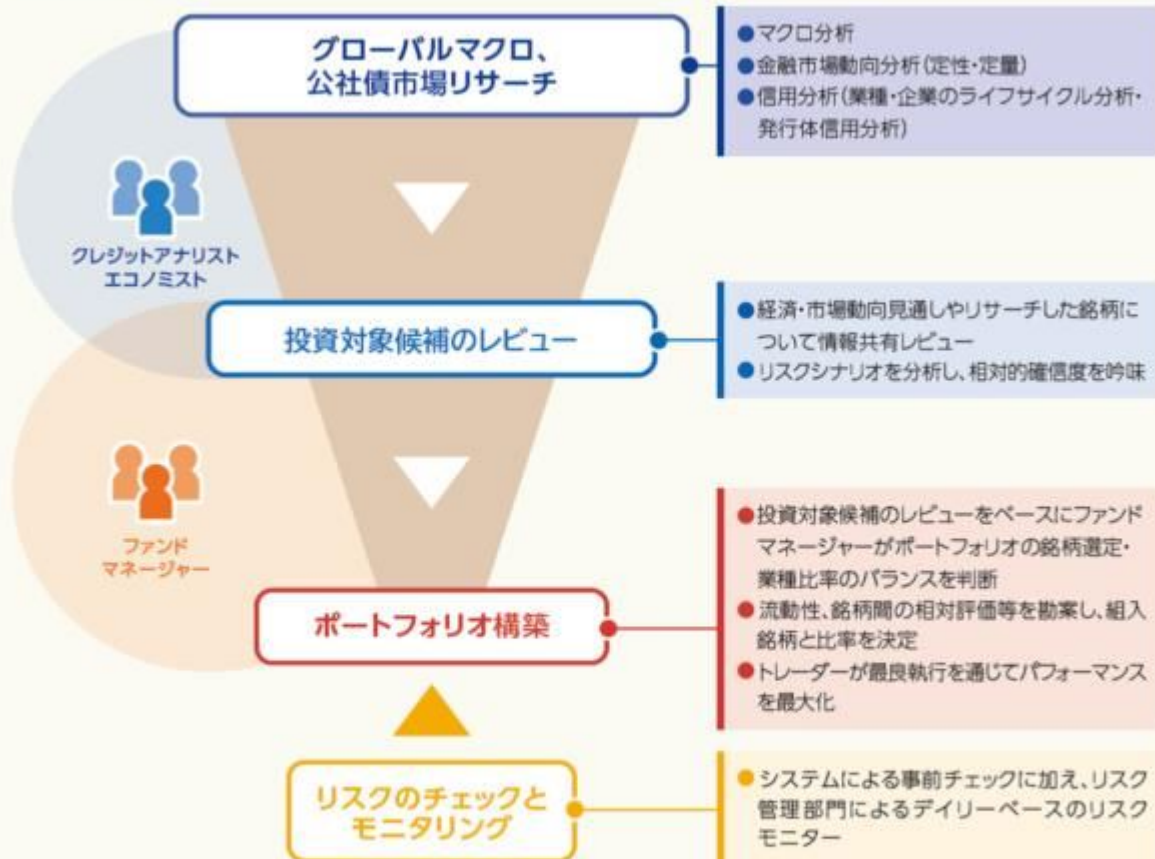 グローバルマクロ、
公社債市場リサーチ
●マクロ分析
●金融市場動向分析(定性・定量)
●信用分析(業種・企業のライフサイクル分析・
発行体信用分析)
クレジットアナリスト
エコノミスト
投資対象候補のレビュー
●経済・市場動向見通しやリサーチした銘柄に
ついて情報共有レビュー
●リスクシナリオを分析し、相対的確信度を吟味
ファンド
マネージャー
ポートフォリオ構築
●投資対象候補のレビューをベースにファンド
マネージャーがポートフォリオの銘柄選定・
業種比率のバランスを判断
●流動性、銘柄間の相対評価等を勘案し、組入
銘柄と比率を決定
●トレーダーが最良執行を通じてパフォーマンス
を最大化
リスクのチェックと
モニタリング
●システムによる事前チェックに加え、リスク
管理部門によるデイリーベースのリスク
モニター